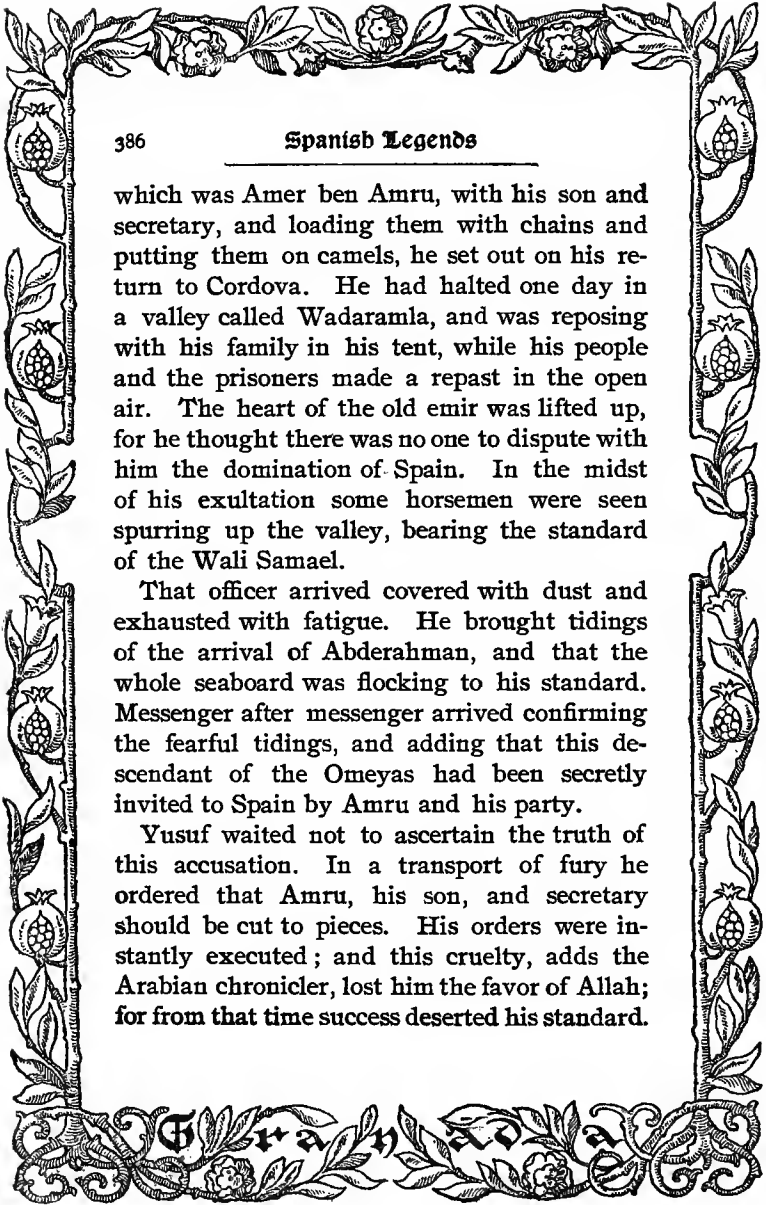 386
Spanish Legends
which was Amer ben Amru, with his son and
secretary, and loading them with chains and
putting them on camels, he set out on his re-
turn to Cordova. He had halted one day in
a valley called Wadaramla, and was reposing
with his family in his tent, while his people
and the prisoners made a repast in the open
air. The heart of the old emir was lifted up,
for he thought there was no one to dispute with
him the domination of Spain. In the midst
of his exultation some horsemen were seen
spurring up the valley, bearing the standard
of the Wali Samael.
That officer arrived covered with dust and
exhausted with fatigue. He brought tidings
of the arrival of Abderahman, and that the
whole seaboard was flocking to his standard.
Messenger after messenger arrived confirming
the fearful tidings, and adding that this de-
scendant of the Omeyas had been secretly
invited to Spain by Amru and his party.
Yusuf waited not to ascertain the truth of
this accusation. In a transport of fury he
ordered that Amru, his son, and secretary
should be cut to pieces. His orders were in-
stantly executed; and this cruelty, adds the
Arabian chronicler, lost him the favor of Allah;
for from that time success deserted his standard.
Granada